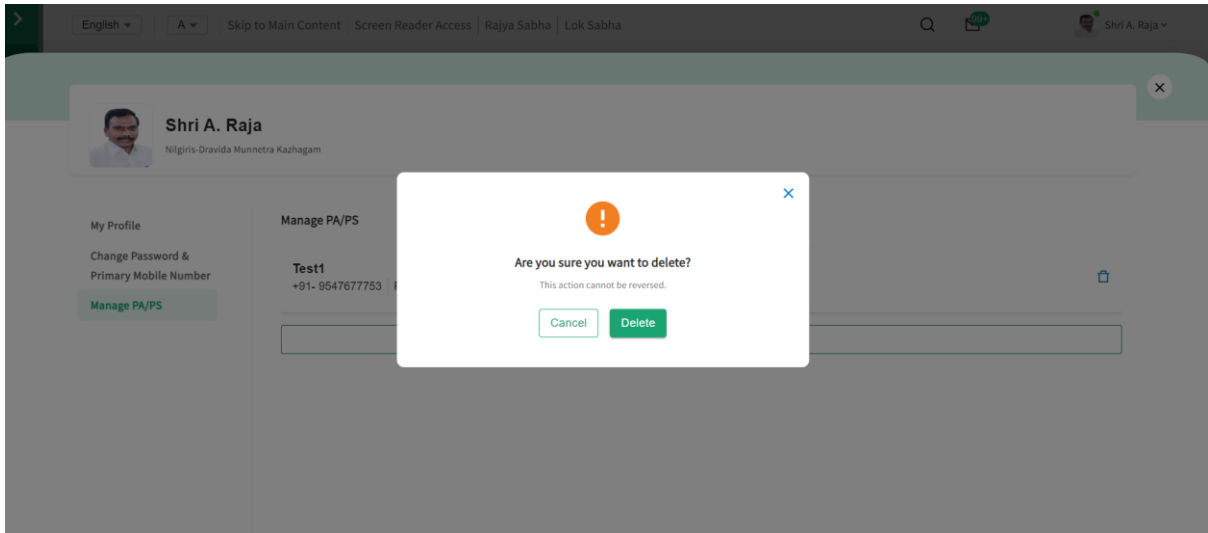 English A Skip to Main Content Screen Reader Access Rajya Sabha Lok Sabha 99+ Shri A. Raja
Shri A. Raja
Nilgiris-Dravida Munnetra Kazhagam
My Profile
Change Password &
Primary Mobile Number
Manage PA/PS
Manage PA/PS
Test1
+91- 9547677753
Are you sure you want to delete?
This action cannot be reversed.
Cancel Delete